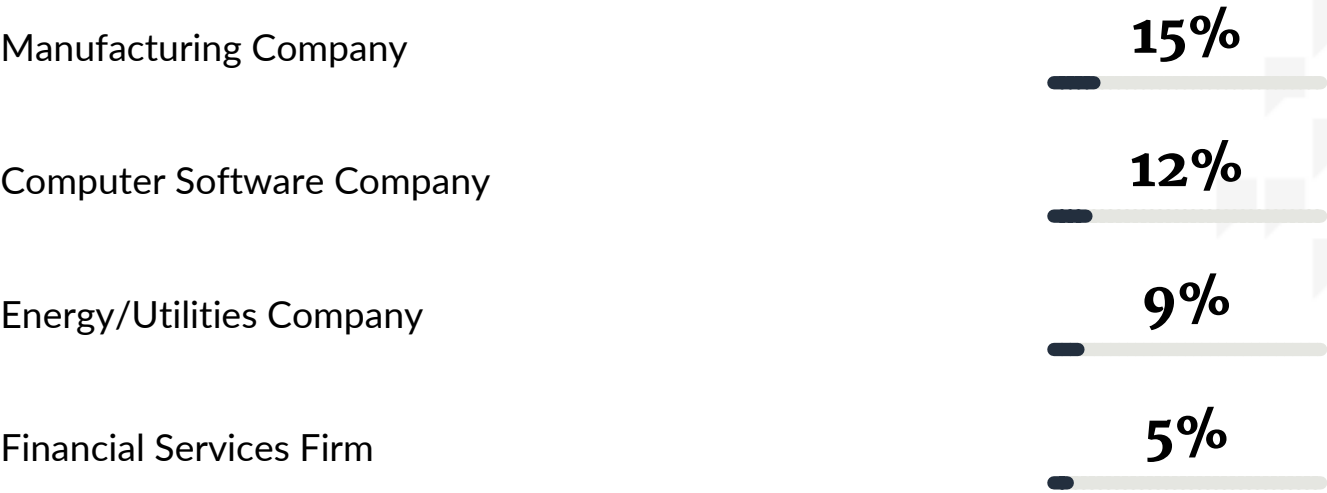 Manufacturing Company 15%
Computer Software Company 12%
Energy/Utilities Company 9%
Financial Services Firm 5%